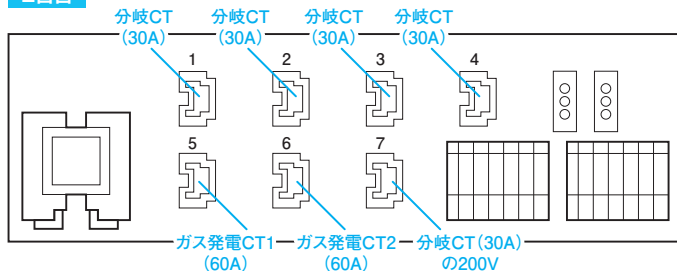 分岐CT 分岐CT 分岐CT 分岐CT
(30A) (30A) (30A) (30A)
1 2 3 4
5 6 7
ガス発電CT1 ガス発電CT2 分岐CT(30A)
(60A) (60A) の200V